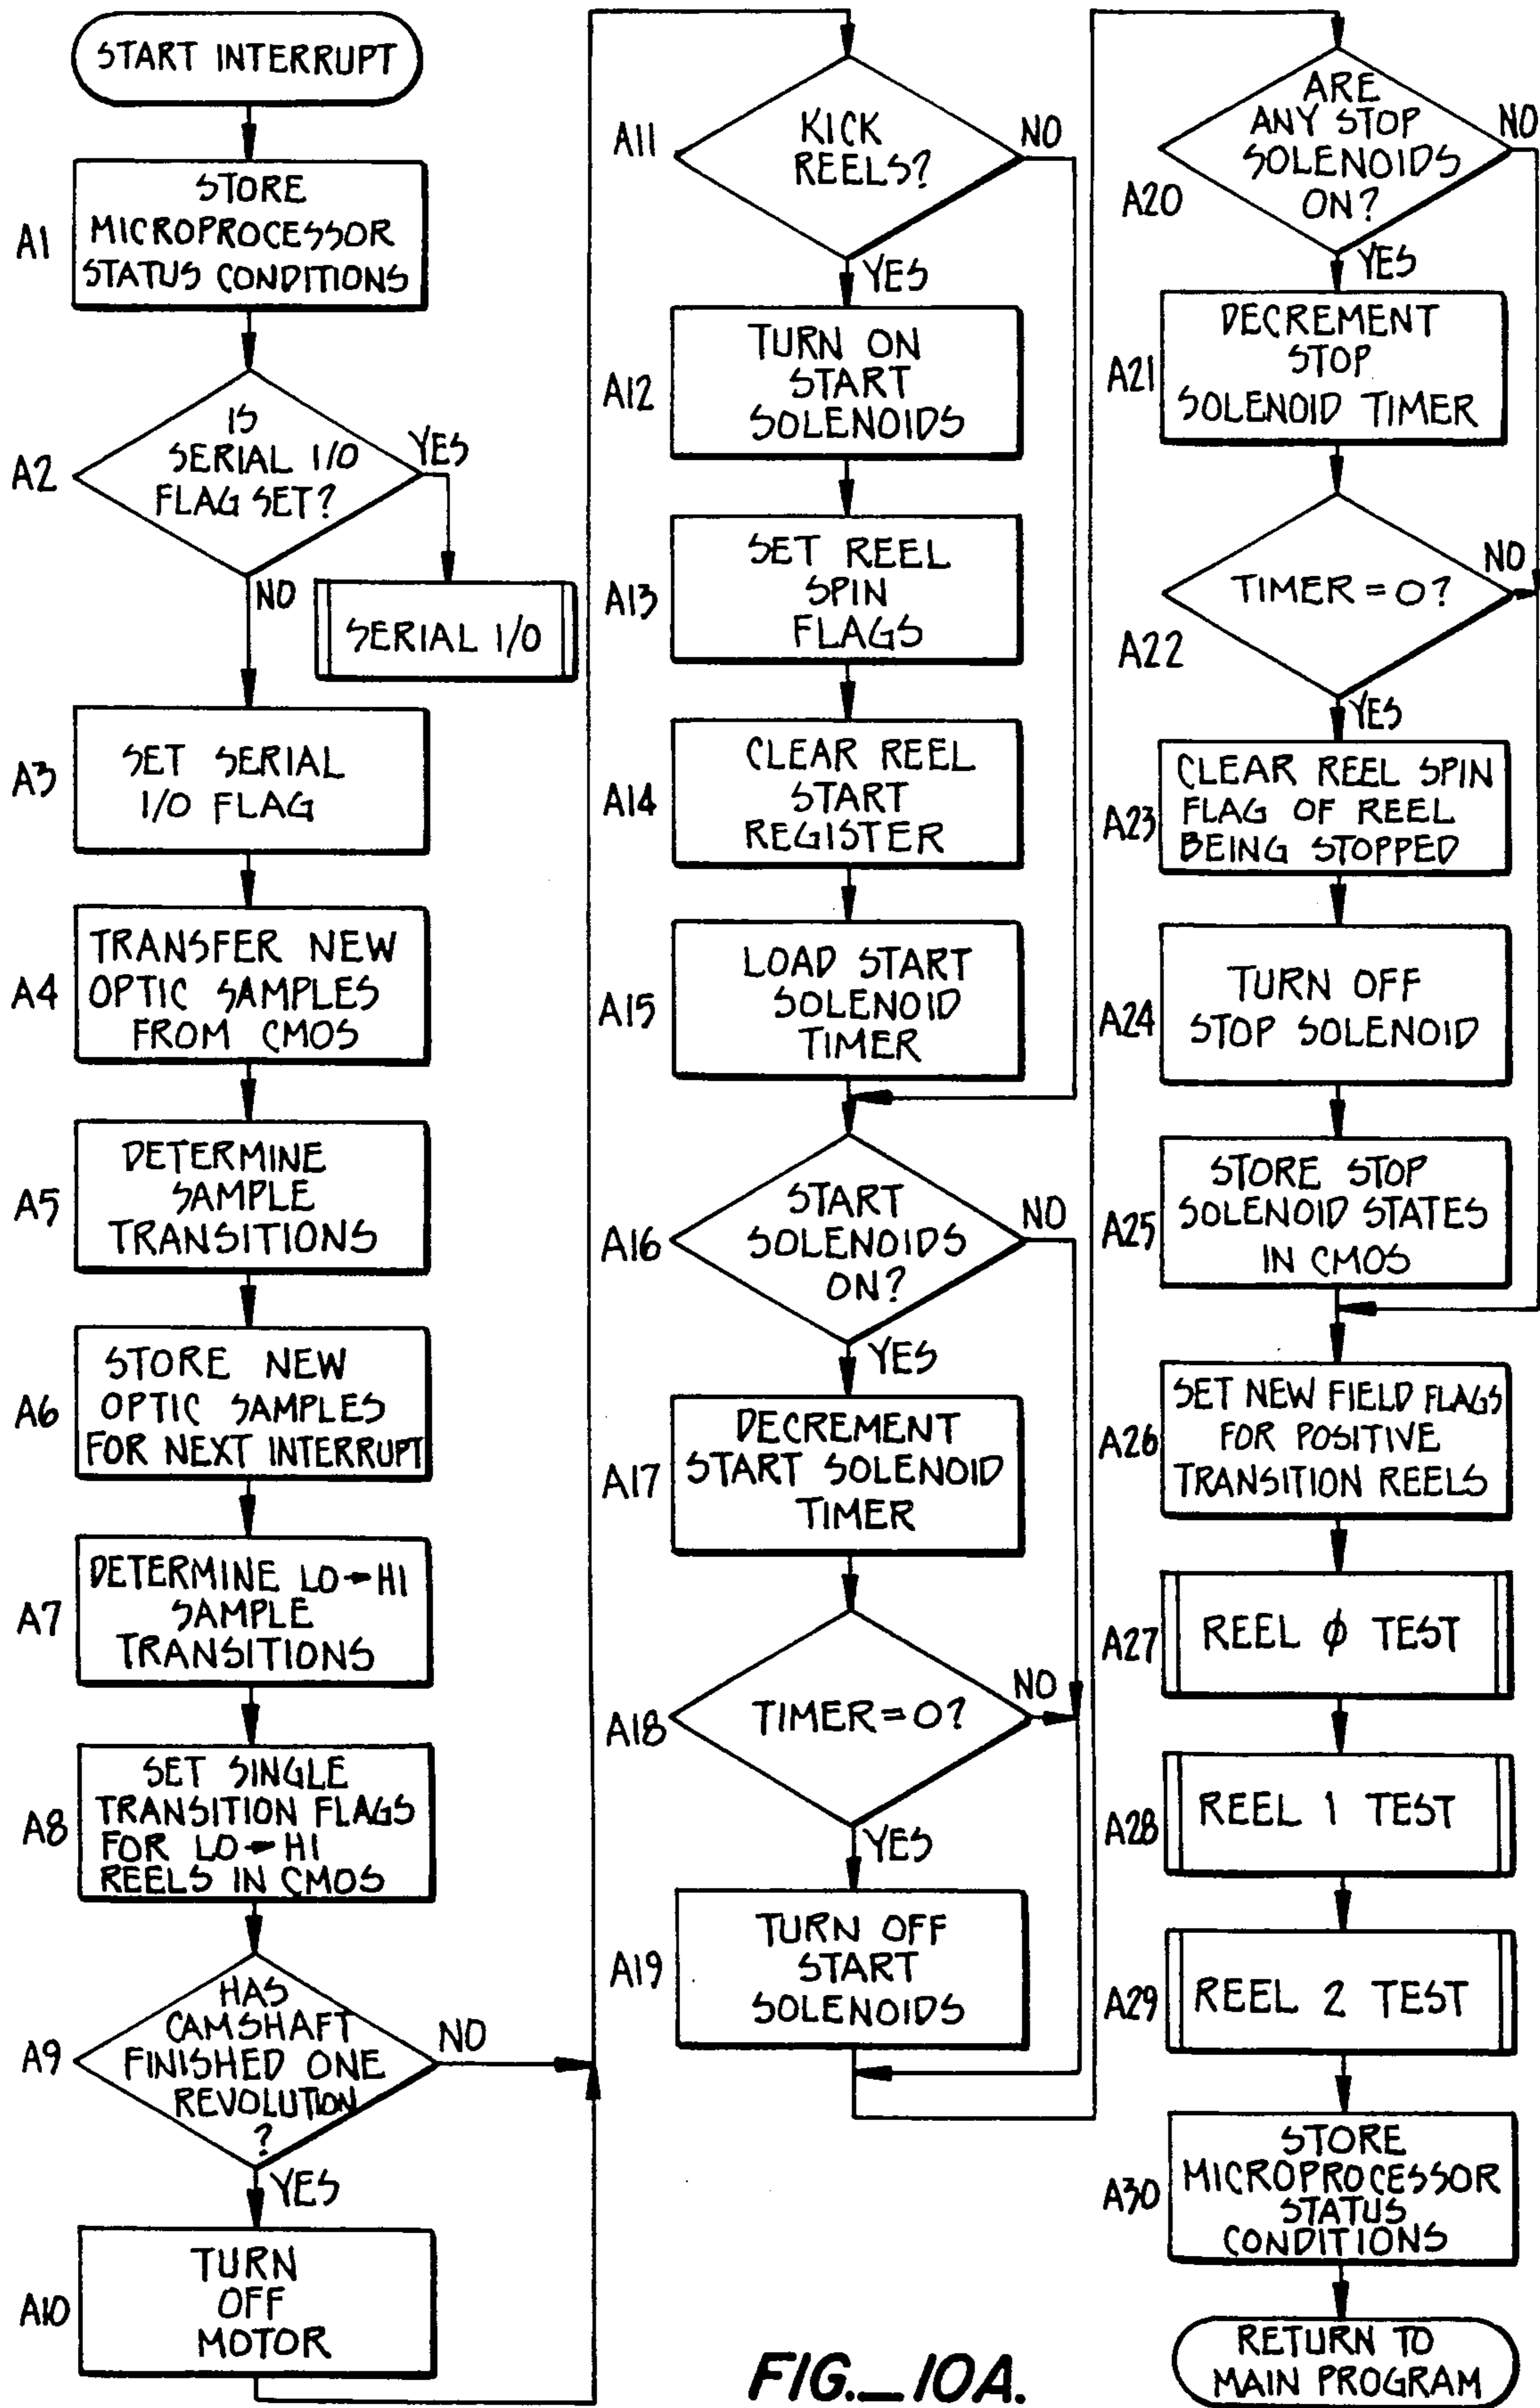 START INTERRUPT
A1
STORE
MICROPROCESSOR
STATUS CONDITIONS
A2
IS
SERIAL I/O
FLAG SET?
YES
NO
SERIAL I/O
A3
SET SERIAL
I/O FLAG
A4
TRANSFER NEW
OPTIC SAMPLES
FROM CMOS
A5
DETERMINE
SAMPLE
TRANSITIONS
A6
STORE NEW
OPTIC SAMPLES
FOR NEXT INTERRUPT
A7
DETERMINE LO→HI
SAMPLE
TRANSITIONS
A8
SET SINGLE
TRANSITION FLAGS
FOR LO→HI
REELS IN CMOS
A9
HAS
CAMSHAFT
FINISHED ONE
REVOLUTION
?
NO
YES
A10
TURN
OFF
MOTOR
A11
KICK
REELS?
NO
YES
A12
TURN ON
START
SOLENOIDS
A13
SET REEL
SPIN
FLAGS
A14
CLEAR REEL
START
REGISTER
A15
LOAD START
SOLENOID
TIMER
A16
START
SOLENOIDS
ON?
NO
YES
A17
DECREMENT
START SOLENOID
TIMER
A18
TIMER=0?
NO
YES
A19
TURN OFF
START
SOLENOIDS
A20
ARE
ANY STOP
SOLENOIDS
ON?
NO
YES
A21
DECREMENT
STOP
SOLENOID TIMER
A22
TIMER=0?
NO
YES
A23
CLEAR REEL SPIN
FLAG OF REEL
BEING STOPPED
A24
TURN OFF
STOP SOLENOID
A25
STORE STOP
SOLENOID STATES
IN CMOS
A26
SET NEW FIELD FLAGS
FOR POSITIVE
TRANSITION REELS
A27
REEL ϕ TEST
A28
REEL 1 TEST
A29
REEL 2 TEST
A30
STORE
MICROPROCESSOR
STATUS
CONDITIONS
RETURN TO
MAIN PROGRAM
FIG._10A.